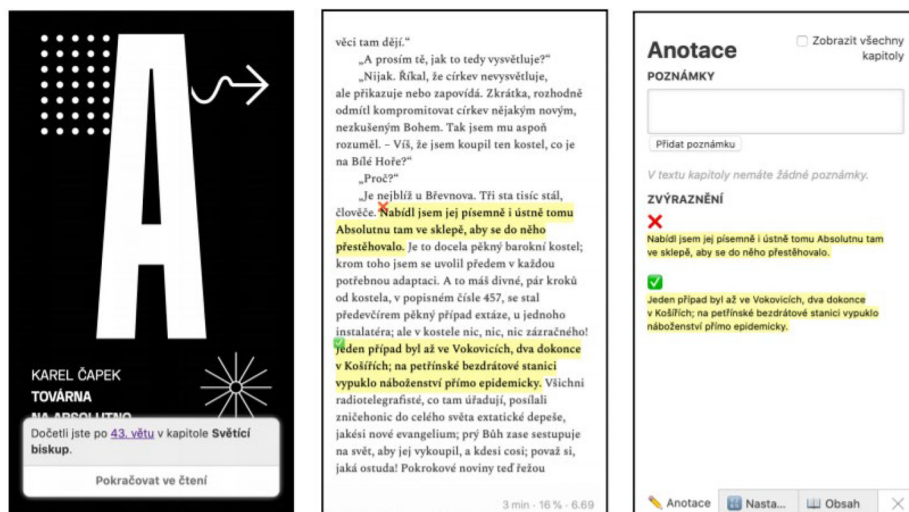 A
KAREL ČAPEK
TOVÁRNA
NA ABSOLUTNO
Dočetli jste po 43. větu v kapitole Světící
biskup.
Pokračovat ve čtení
věci tam dějí.“
„A prosím tě, jak to tedy vysvětluje?“
„Nijak. Říkal, že církev nevysvětluje,
ale přikazuje nebo zapovídá. Zkrátka, rozhodně
odmítl kompromitovat církev nějakým novým,
nezkušeným Bohem. Tak jsem mu aspoň
rozuměl. – Víš, že jsem koupil ten kostel, co je
na Bílé Hoře?“
„Proč?“
„Je nejblíž u Břevnova. Tři sta tisíc stál,
člověče. Nabídl jsem jej písemně i ústně tomu
Absolutnu tam ve sklepě, aby se do něho
přestěhovalo. Je to docela pěkný barokní kostel;
krom toho jsem se uvolil předem v každou
potřebnou adaptaci. A to máš divné, pár kroků
od kostela, v popisném čísle 457, se stal
předevčírem pěkný případ extáze, u jednoho
instalatéra; ale v kostele nic, nic, nic zázračného!
Jeden případ byl až ve Vokovicích, dva dokonce
v Košířích; na petřínské bezdrátové stanici
vypuklo náboženství přímo epidemicky. Všichni
radiotelegrafisté, co tam úřadují, posílali
zničehonic do celého světa extatické depeše,
jakési nové evangelium; prý Bůh zase sestupuje
na svět, aby jej vykoupil, a kdesi cosi; považ si,
jaká ostuda! Pokrokové noviny teď řežou
3 min · 16 % · 6.69
Anotace
Zobrazit všechny
kapitoly
POZNÁMKY
Přidat poznámku
V textu kapitoly nemáte žádné poznámky.
ZVÝRAZNĚNÍ
Nabídl jsem jej písemně i ústně tomu Absolutnu tam
ve sklepě, aby se do něho přestěhovalo.
Jeden případ byl až ve Vokovicích, dva dokonce
v Košířích; na petřínské bezdrátové stanici vypuklo
náboženství přímo epidemicky.
Anotace
Nasta...
Obsah